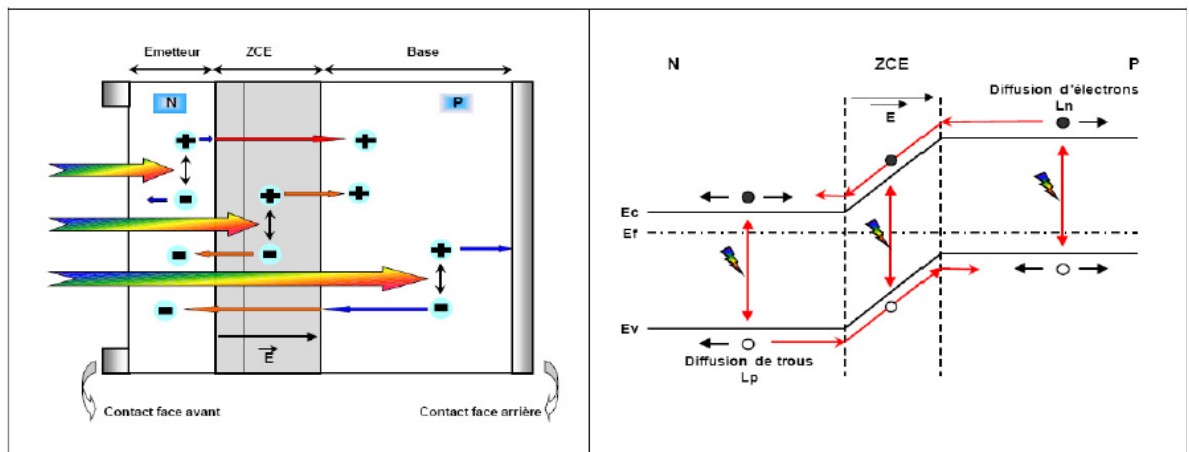 Emetteur ZCE Base
N P
E
Contact face avant
Contact face arrière
N ZCE P
E
Diffusion d'électrons
Ln
Ec
Ef
Ev
Diffusion de trous
Lp